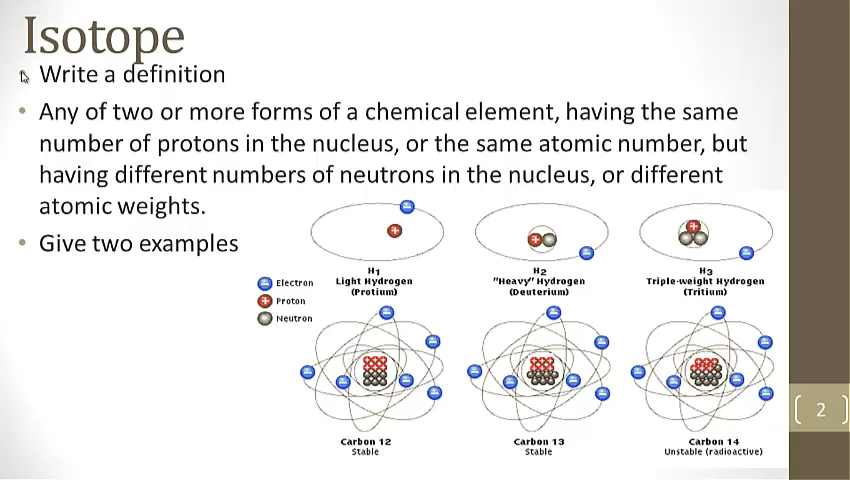 Isotope
Write a definition
• Any of two or more forms of a chemical element, having the same
number of protons in the nucleus, or the same atomic number, but
having different numbers of neutrons in the nucleus, or different
atomic weights.
• Give two examples
Electron
Proton
Neutron
H1
Light Hydrogen
(Protium)
H2
"Heavy" Hydrogen
(Deuterium)
H3
Triple-weight Hydrogen
(Tritium)
Carbon 12
Stable
Carbon 13
Stable
Carbon 14
Unstable (radioactive)
2